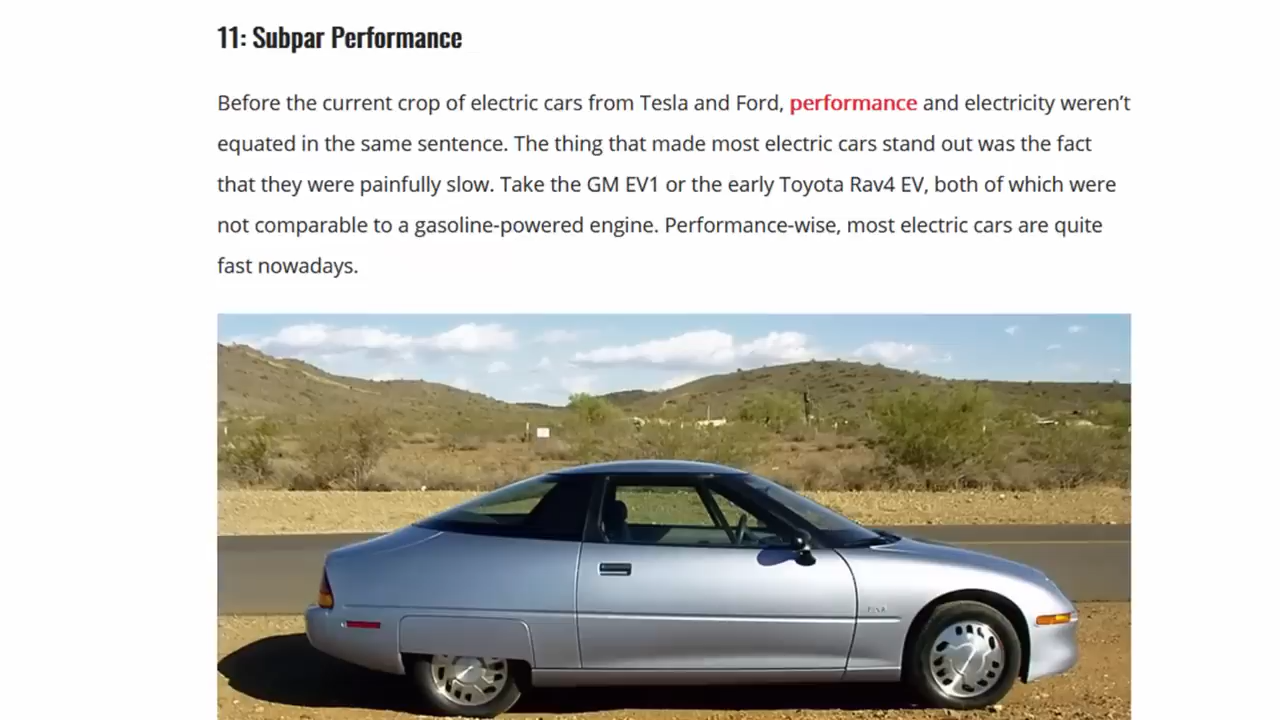 11: Subpar Performance
Before the current crop of electric cars from Tesla and Ford, performance and electricity weren’t
equated in the same sentence. The thing that made most electric cars stand out was the fact
that they were painfully slow. Take the GM EV1 or the early Toyota Rav4 EV, both of which were
not comparable to a gasoline-powered engine. Performance-wise, most electric cars are quite
fast nowadays.